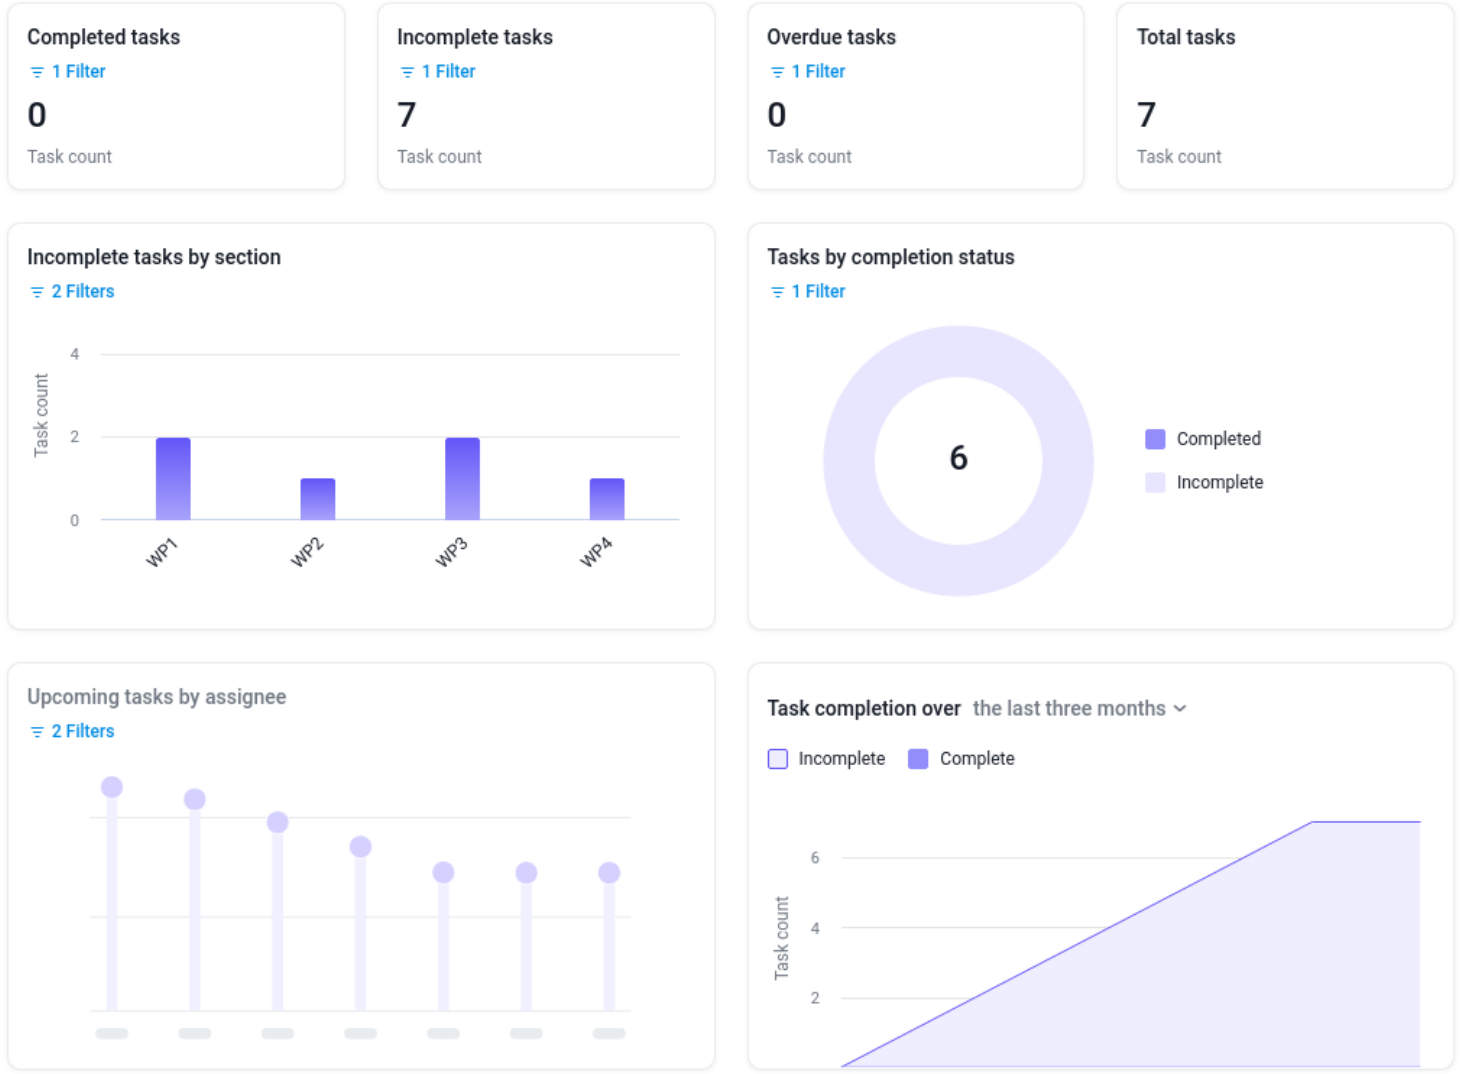 Completed tasks
1 Filter
0
Task count
Incomplete tasks
1 Filter
7
Task count
Overdue tasks
1 Filter
0
Task count
Total tasks
7
Task count
Incomplete tasks by section
2 Filters
Task count
4
2
0
WP1
WP2
WP3
WP4
Tasks by completion status
1 Filter
6
Completed
Incomplete
Upcoming tasks by assignee
2 Filters
Task completion over the last three months
Incomplete
Complete
Task count
6
4
2